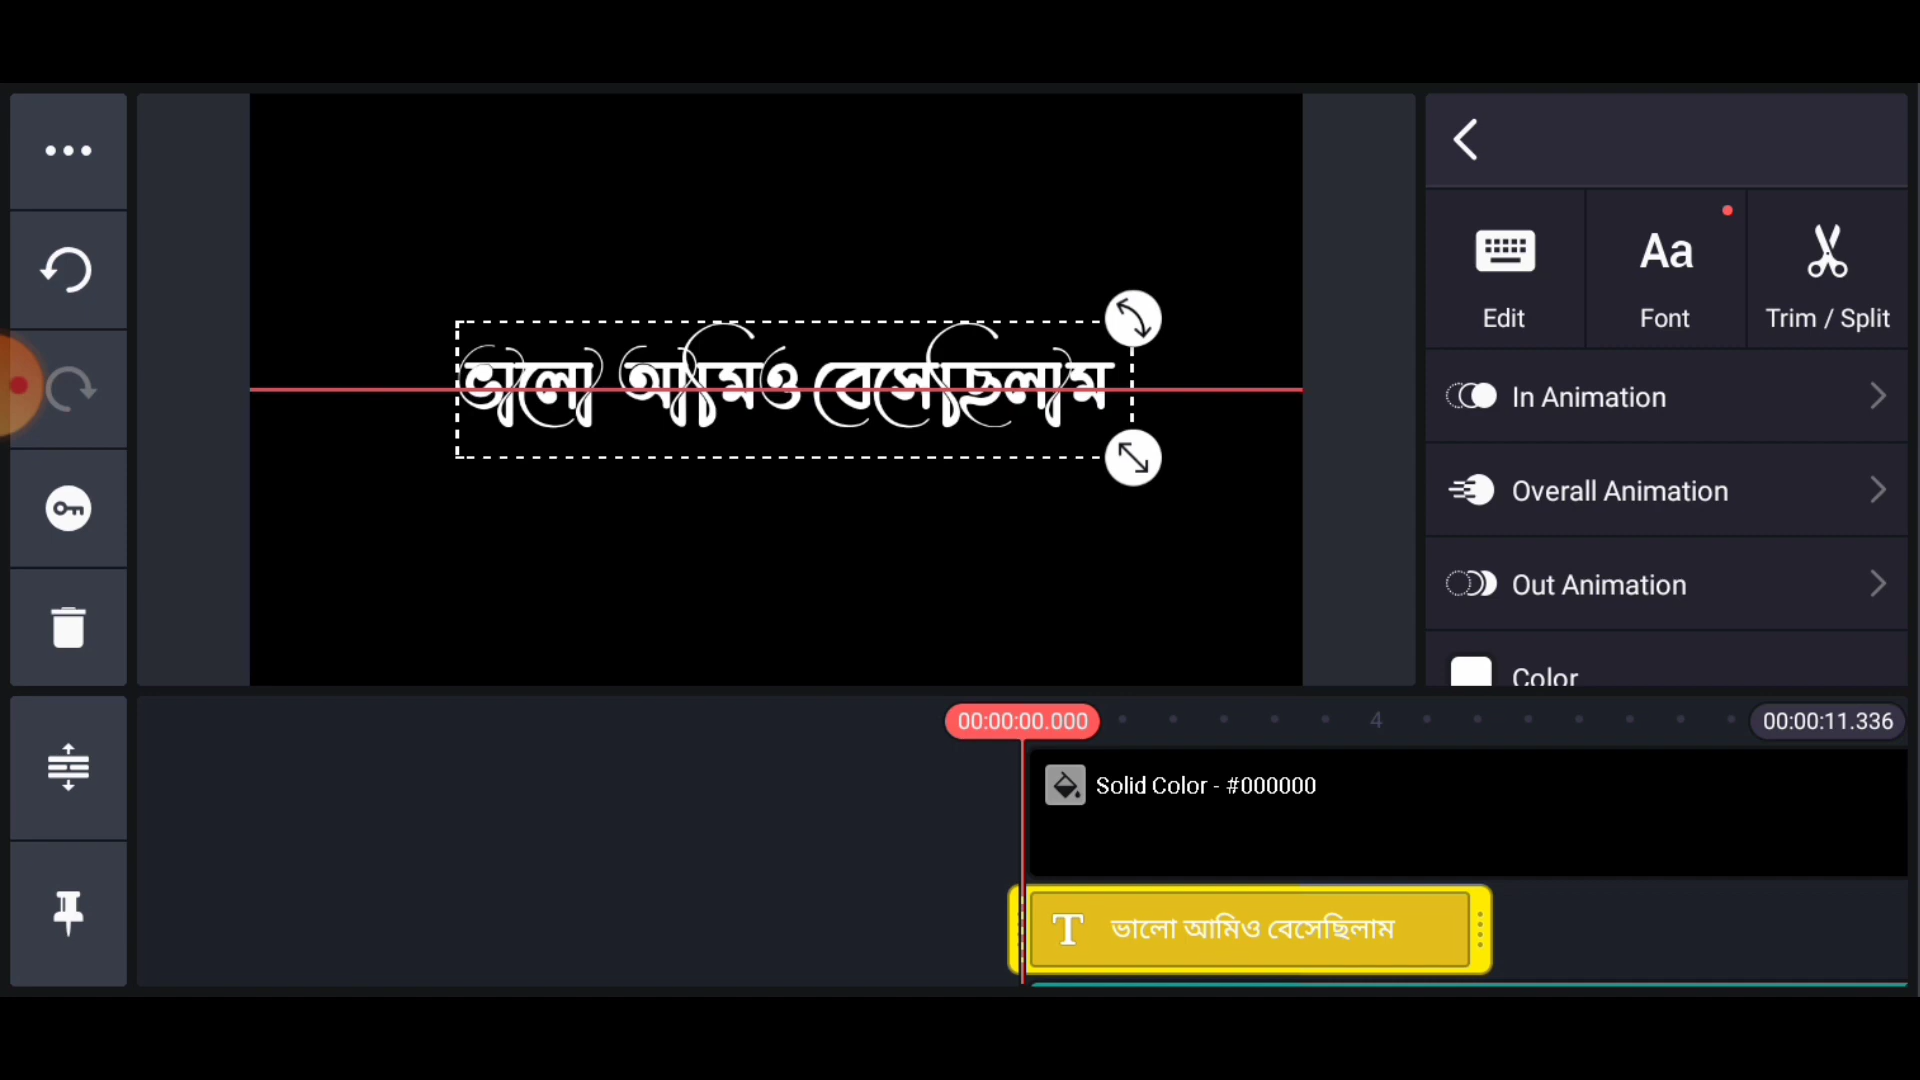 ভালো আমিও বেসেছিলাম
Edit
Aa
Font
Trim / Split
In Animation
Overall Animation
Out Animation
Color
00:00:00.000
4
00:00:11.336
Solid Color - #000000
T ভালো আমিও বেসেছিলাম